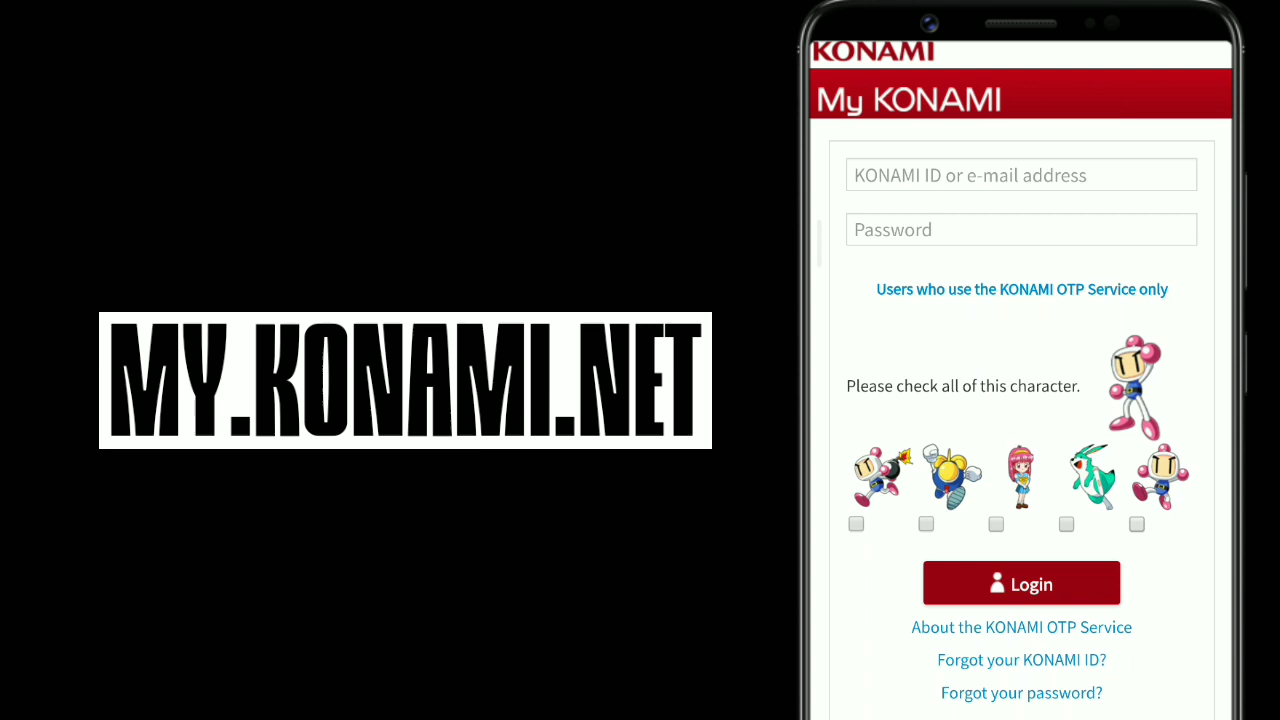 MY.KONAMI.NET
KONAMI
My KONAMI
KONAMI ID or e-mail address
Password
Users who use the KONAMI OTP Service only
Please check all of this character.
Login
About the KONAMI OTP Service
Forgot your KONAMI ID?
Forgot your password?